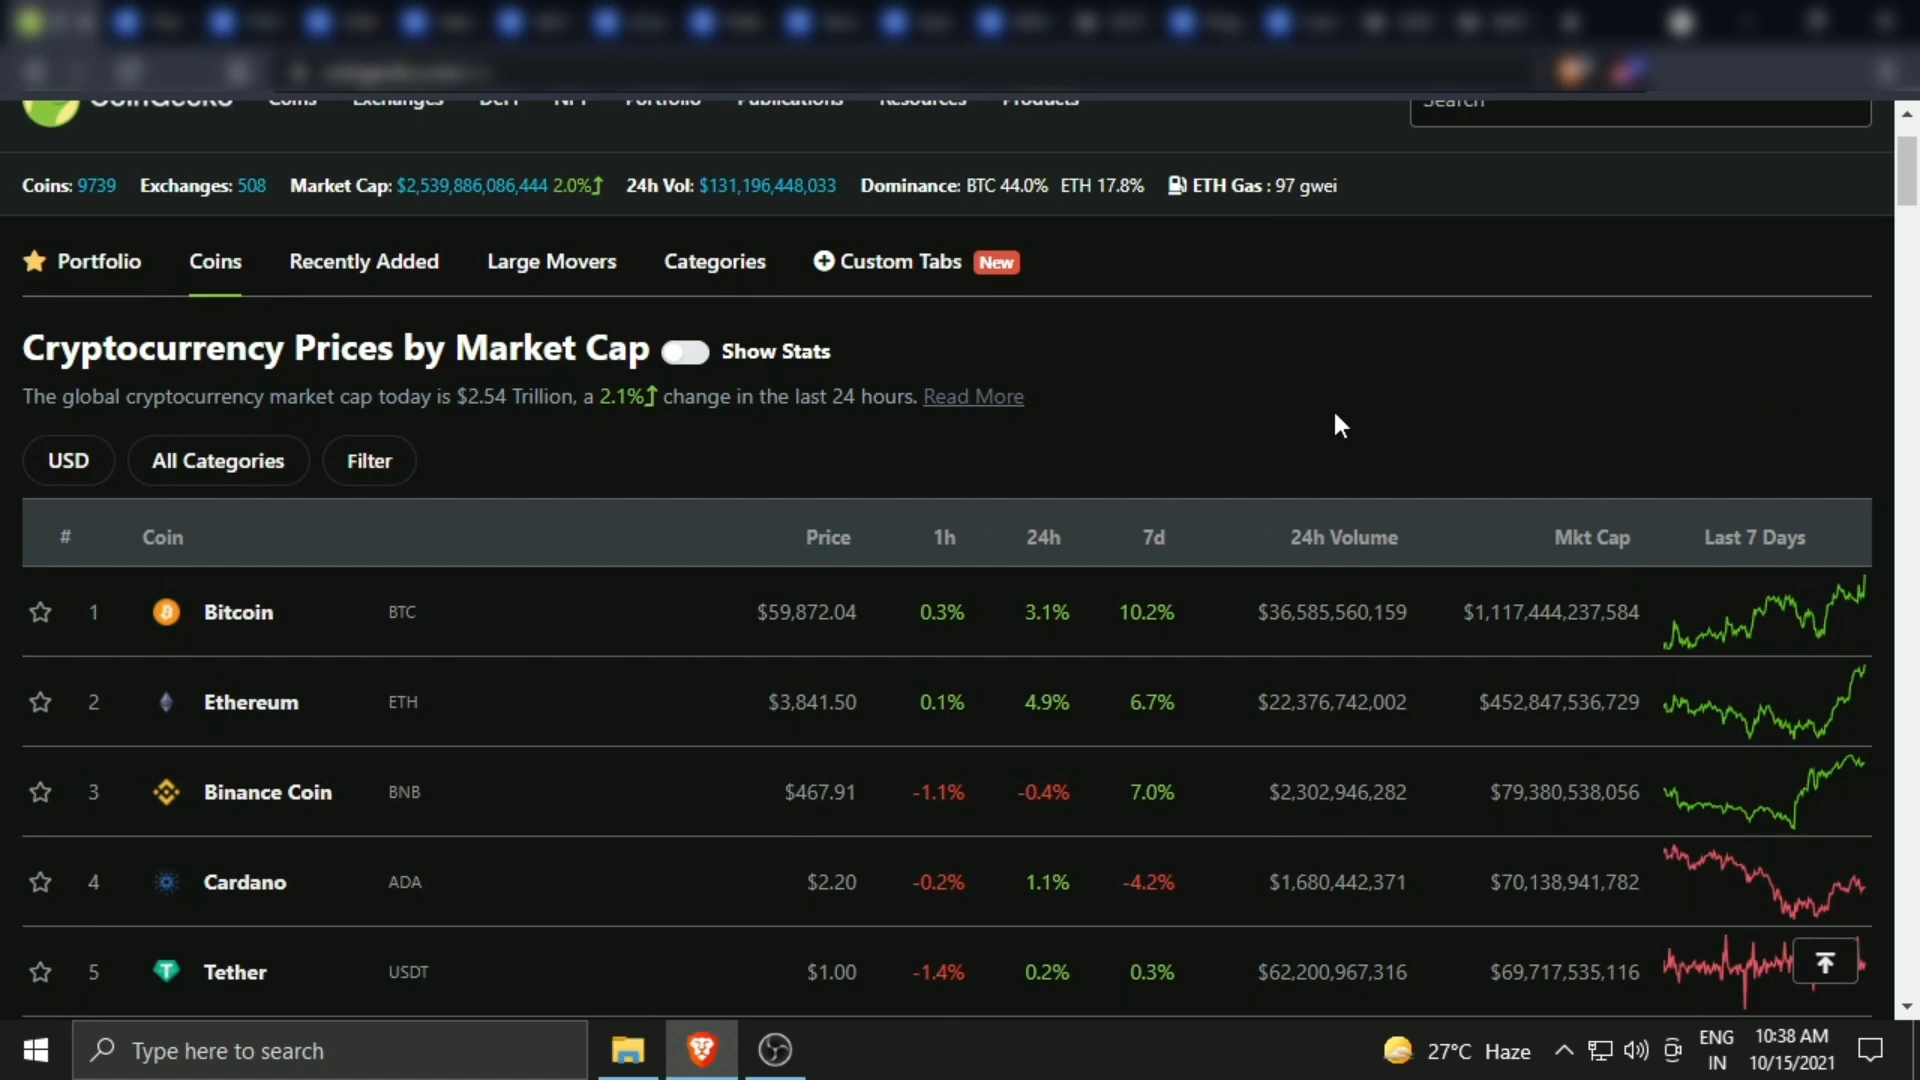 CoinGecko Coins Exchanges DeFi NFT Portfolio Publications Resources Products Search
Coins: 9739 Exchanges: 508 Market Cap: $2,539,886,086,444 2.0% 24h Vol: $131,196,448,033 Dominance: BTC 44.0% ETH 17.8% ETH Gas : 97 gwei
Portfolio Coins Recently Added Large Movers Categories Custom Tabs New
Cryptocurrency Prices by Market Cap Show Stats
The global cryptocurrency market cap today is $2.54 Trillion, a 2.1% change in the last 24 hours. Read More
USD All Categories Filter
# Coin Price 1h 24h 7d 24h Volume Mkt Cap Last 7 Days
1 Bitcoin BTC $59,872.04 0.3% 3.1% 10.2% $36,585,560,159 $1,117,444,237,584
2 Ethereum ETH $3,841.50 0.1% 4.9% 6.7% $22,376,742,002 $452,847,536,729
3 Binance Coin BNB $467.91 -1.1% -0.4% 7.0% $2,302,946,282 $79,380,538,056
4 Cardano ADA $2.20 -0.2% 1.1% -4.2% $1,680,442,371 $70,138,941,782
5 Tether USDT $1.00 -1.4% 0.2% 0.3% $62,200,967,316 $69,717,535,116
Type here to search 27°C Haze ENG IN 10:38 AM 10/15/2021